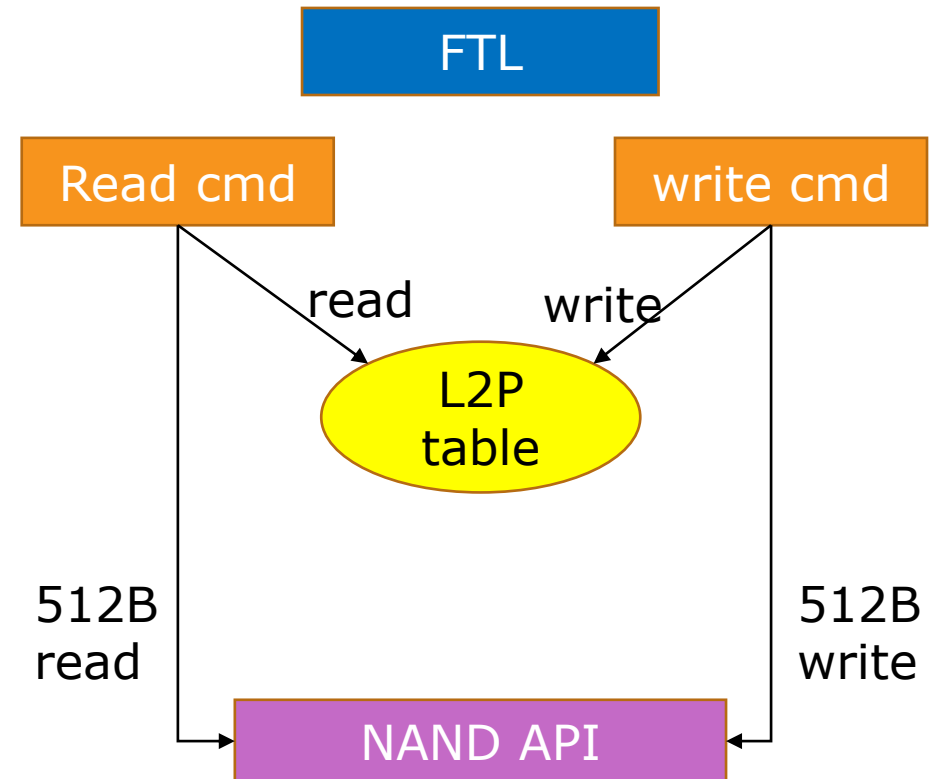 FTL
Read cmd
write cmd
read
write
L2P
table
512B
read
512B
write
NAND API